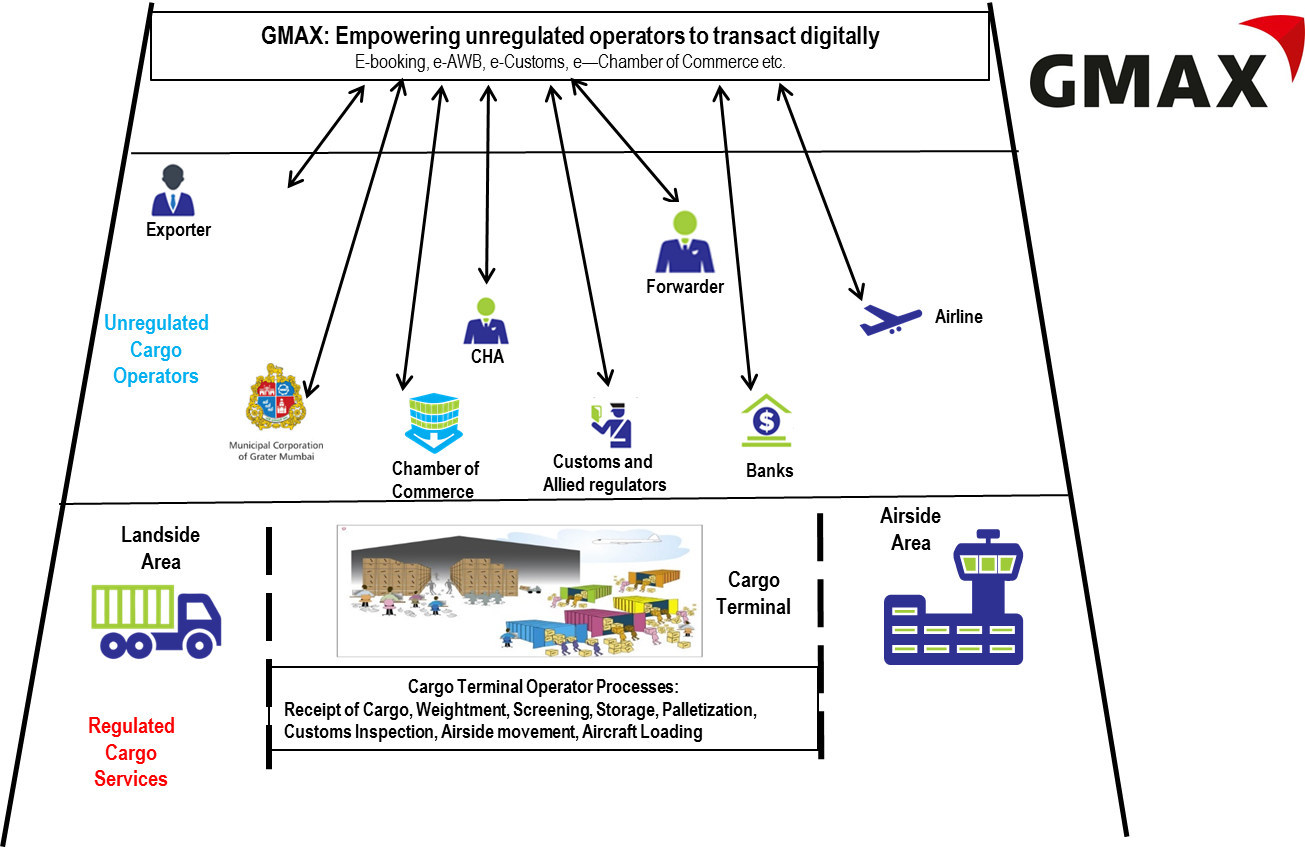 GMAX: Empowering unregulated operators to transact digitally
E-booking, e-AWB, e-Customs, e—Chamber of Commerce etc.
GMAX
Exporter
Forwarder
Unregulated
Cargo
Operators
Airline
CHA
Municipal Corporation
of Grater Mumbai
Chamber of
Commerce
Customs and
Allied regulators
Banks
Landside
Area
Cargo
Terminal
Airside
Area
Cargo Terminal Operator Processes:
Receipt of Cargo, Weightment, Screening, Storage, Palletization,
Customs Inspection, Airside movement, Aircraft Loading
Regulated
Cargo
Services